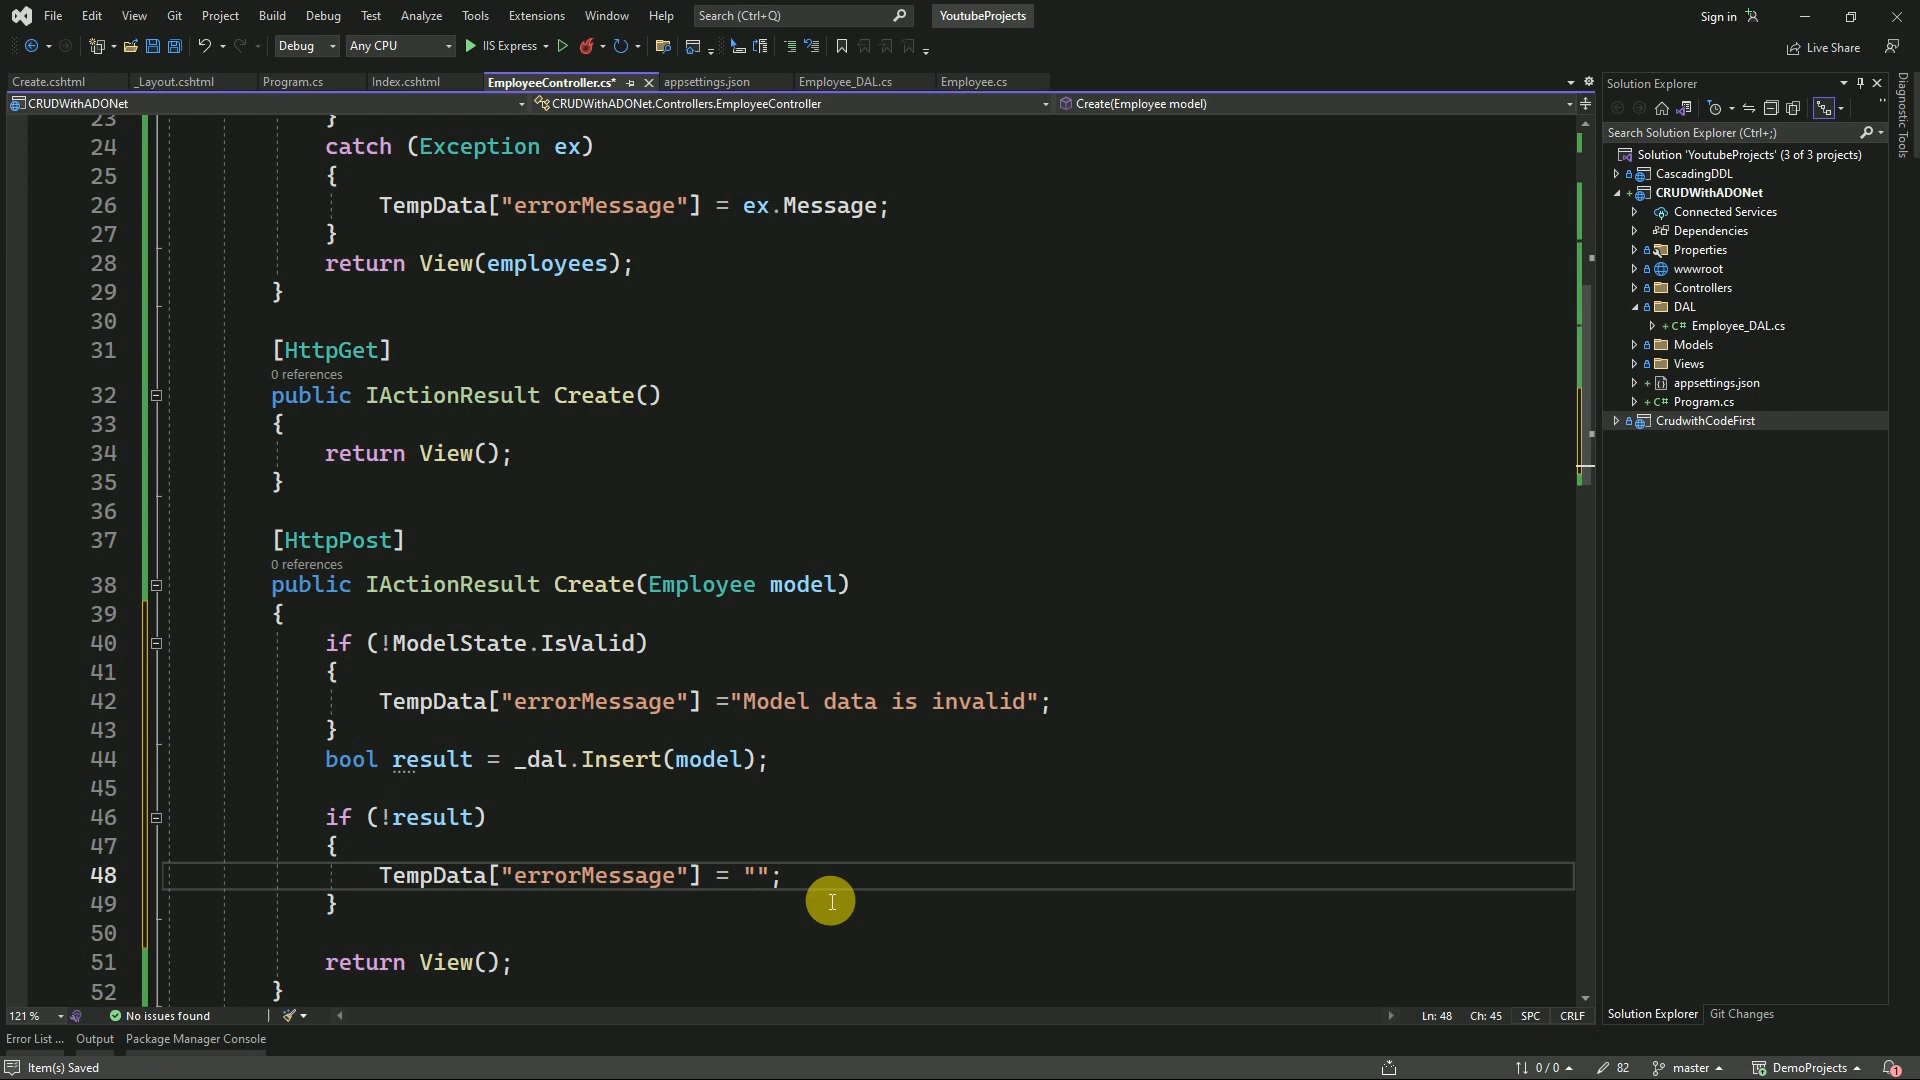 File Edit View Git Project Build Debug Test Analyze Tools Extensions Window Help Search (Ctrl+Q) YoutubeProjects Sign in
Debug Any CPU IIS Express Live Share
Create.cshtml _Layout.cshtml Program.cs Index.cshtml EmployeeController.cs* appsettings.json Employee_DAL.cs Employee.cs
CRUDWithADONet CRUDWithADONet.Controllers.EmployeeController Create(Employee model)
23 }
24 catch (Exception ex)
25 {
26 TempData["errorMessage"] = ex.Message;
27 }
28 return View(employees);
29 }
30
31 [HttpGet]
0 references
32 public IActionResult Create()
33 {
34 return View();
35 }
36
37 [HttpPost]
0 references
38 public IActionResult Create(Employee model)
39 {
40 if (!ModelState.IsValid)
41 {
42 TempData["errorMessage"] ="Model data is invalid";
43 }
44 bool result = _dal.Insert(model);
45
46 if (!result)
47 {
48 TempData["errorMessage"] = "";
49 }
50
51 return View();
52 }
121 % No issues found Ln: 48 Ch: 45 SPC CRLF
Error List ... Output Package Manager Console
Solution Explorer
Search Solution Explorer (Ctrl+;)
Solution 'YoutubeProjects' (3 of 3 projects)
CascadingDDL
CRUDWithADONet
Connected Services
Dependencies
Properties
wwwroot
Controllers
DAL
Employee_DAL.cs
Models
Views
appsettings.json
Program.cs
CrudwithCodeFirst
Solution Explorer Git Changes
Diagnostic Tools
Item(s) Saved 0 / 0 82 master DemoProjects 1